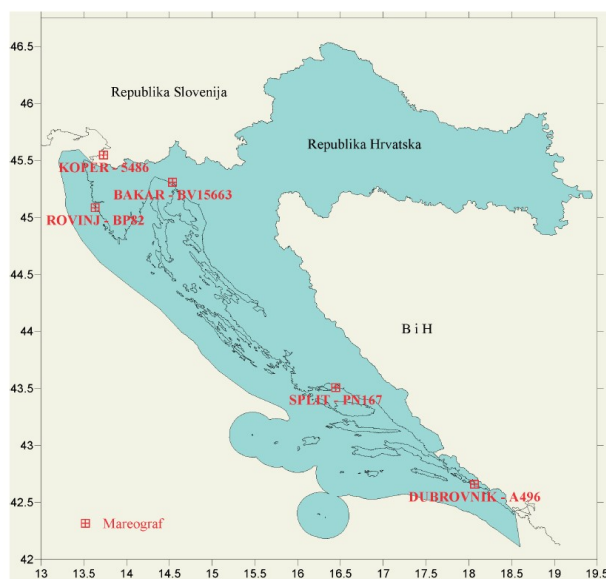 46.5
46
45.5
45
44.5
44
43.5
43
42.5
42
Republika Slovenija
Republika Hrvatska
KOPER - 5486
BAKAR - BV15663
ROVINJ - BP82
B i H
SPLIT - PN167
DUBROVNIK - A496
Mareograf
13 13.5 14 14.5 15 15.5 16 16.5 17 17.5 18 18.5 19 19.5